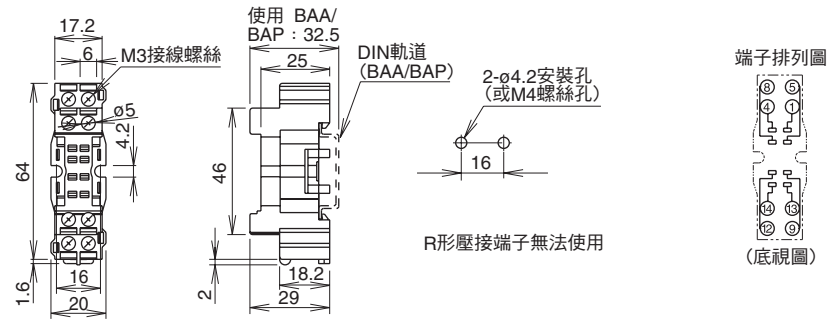 17.2
6
M3接線螺絲
ø5
4.2
64
1.6
16
20
使用 BAA/
BAP：32.5
25
DIN軌道
(BAA/BAP)
46
2
18.2
29
2-ø4.2安裝孔
(或M4螺絲孔)
16
R形壓接端子無法使用
端子排列圖
⑧ ⑤
④ ①
⑭ ⑬
⑫ ⑨
(底視圖)